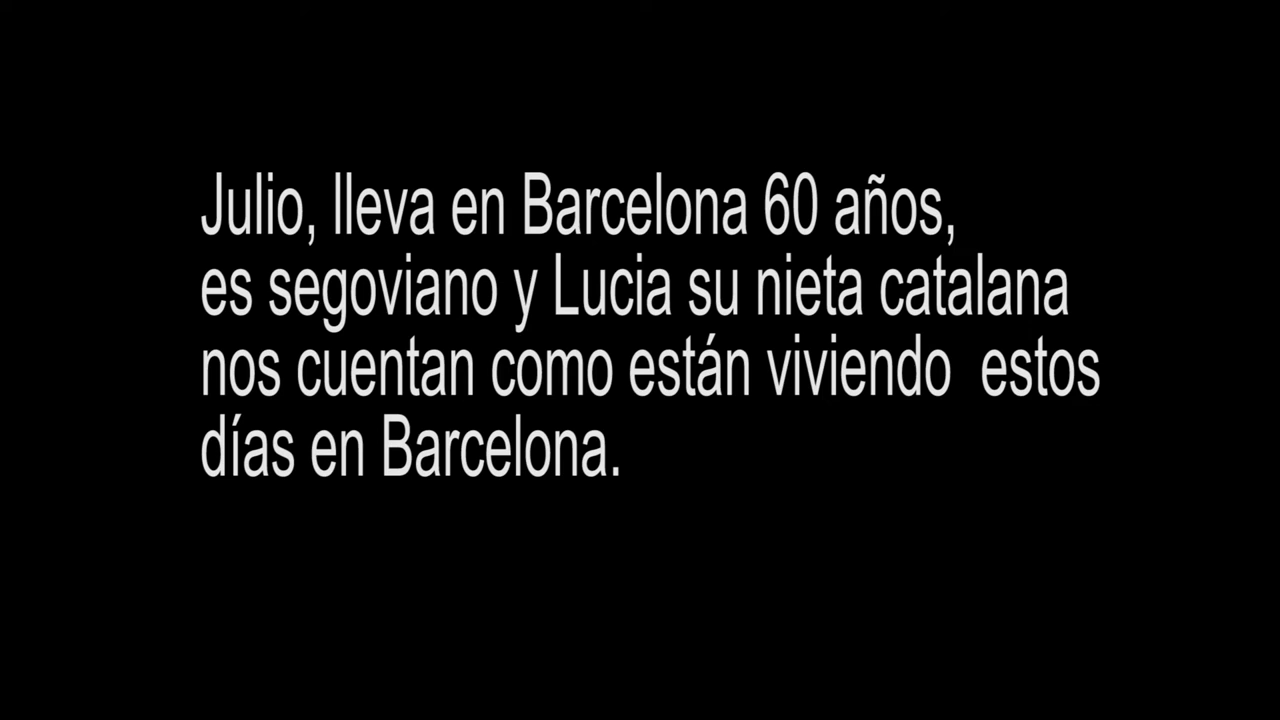 Julio, lleva en Barcelona 60 años,
es segoviano y Lucia su nieta catalana
nos cuentan como están viviendo  estos
días en Barcelona.